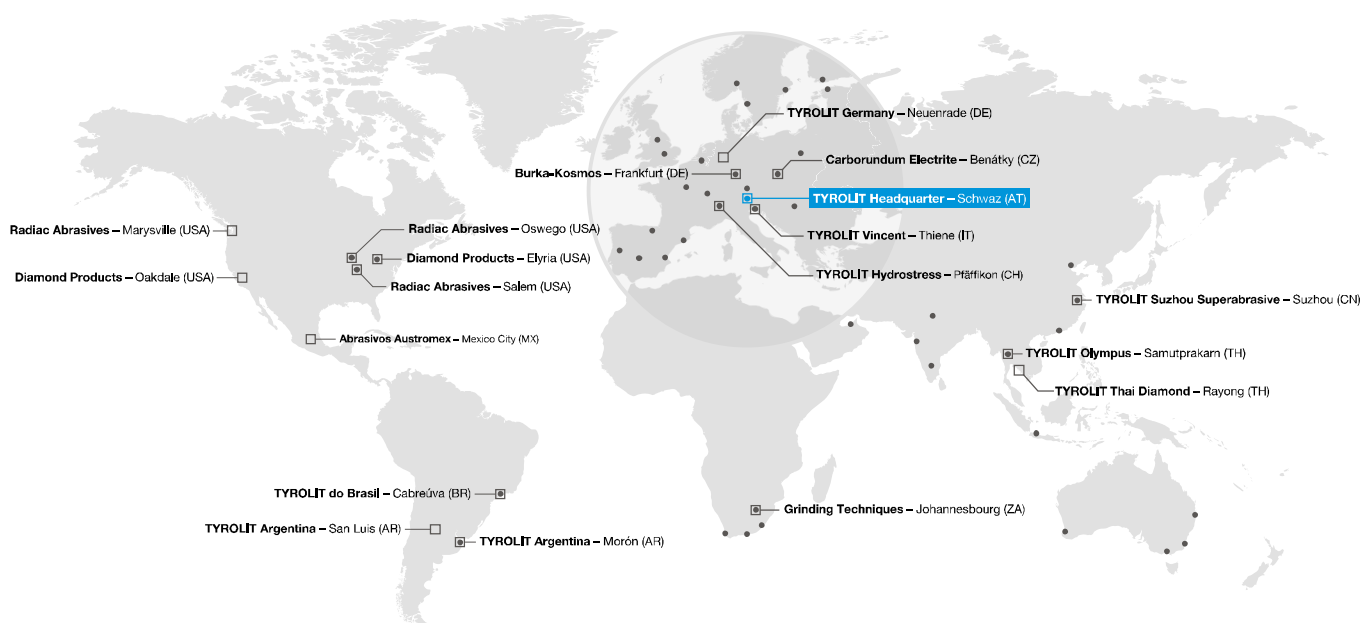 TYROLIT Germany – Neuenrade (DE)
Carborundum Electrite – Benátky (CZ)
Burka-Kosmos – Frankfurt (DE)
TYROLIT Headquarter – Schwaz (AT)
Radiac Abrasives – Marysville (USA)
Radiac Abrasives – Oswego (USA)
TYROLIT Vincent – Thiene (IT)
Diamond Products – Elyria (USA)
Diamond Products – Oakdale (USA)
TYROLIT Hydrostress – Pfäffikon (CH)
Radiac Abrasives – Salem (USA)
TYROLIT Suzhou Superabrasive – Suzhou (CN)
Abrasivos Austromex – Mexico City (MX)
TYROLIT Olympus – Samutprakarn (TH)
TYROLIT Thai Diamond – Rayong (TH)
TYROLIT do Brasil – Cabreúva (BR)
Grinding Techniques – Johannesbourg (ZA)
TYROLIT Argentina – San Luis (AR)
TYROLIT Argentina – Morón (AR)